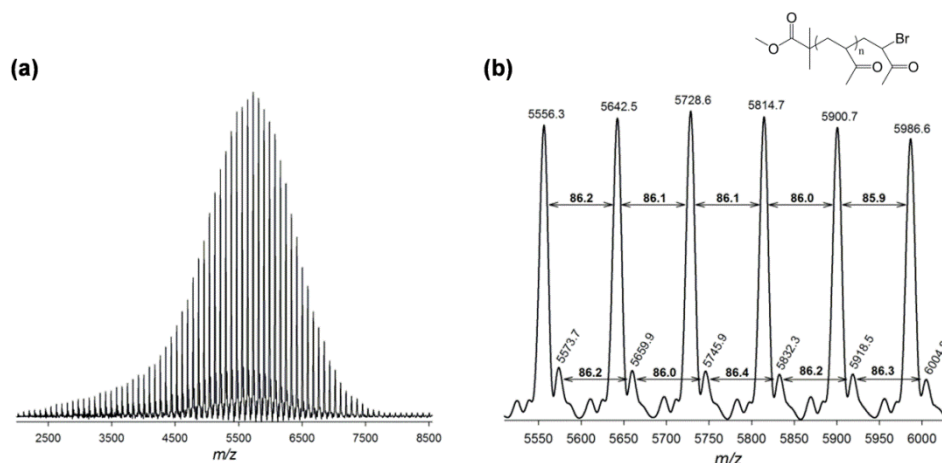 (a)
2500 3500 4500 5500 6500 7500 8500
m/z
(b)
O
O
n
Br
O
O
5556.3 5642.5 5728.6 5814.7 5900.7 5986.6
86.2 86.1 86.1 86.0 85.9
5573.7 5659.9 5745.9 5832.3 5918.5
86.2 86.0 86.4 86.2 86.3
5550 5600 5650 5700 5750 5800 5850 5900 5950 6000
m/z